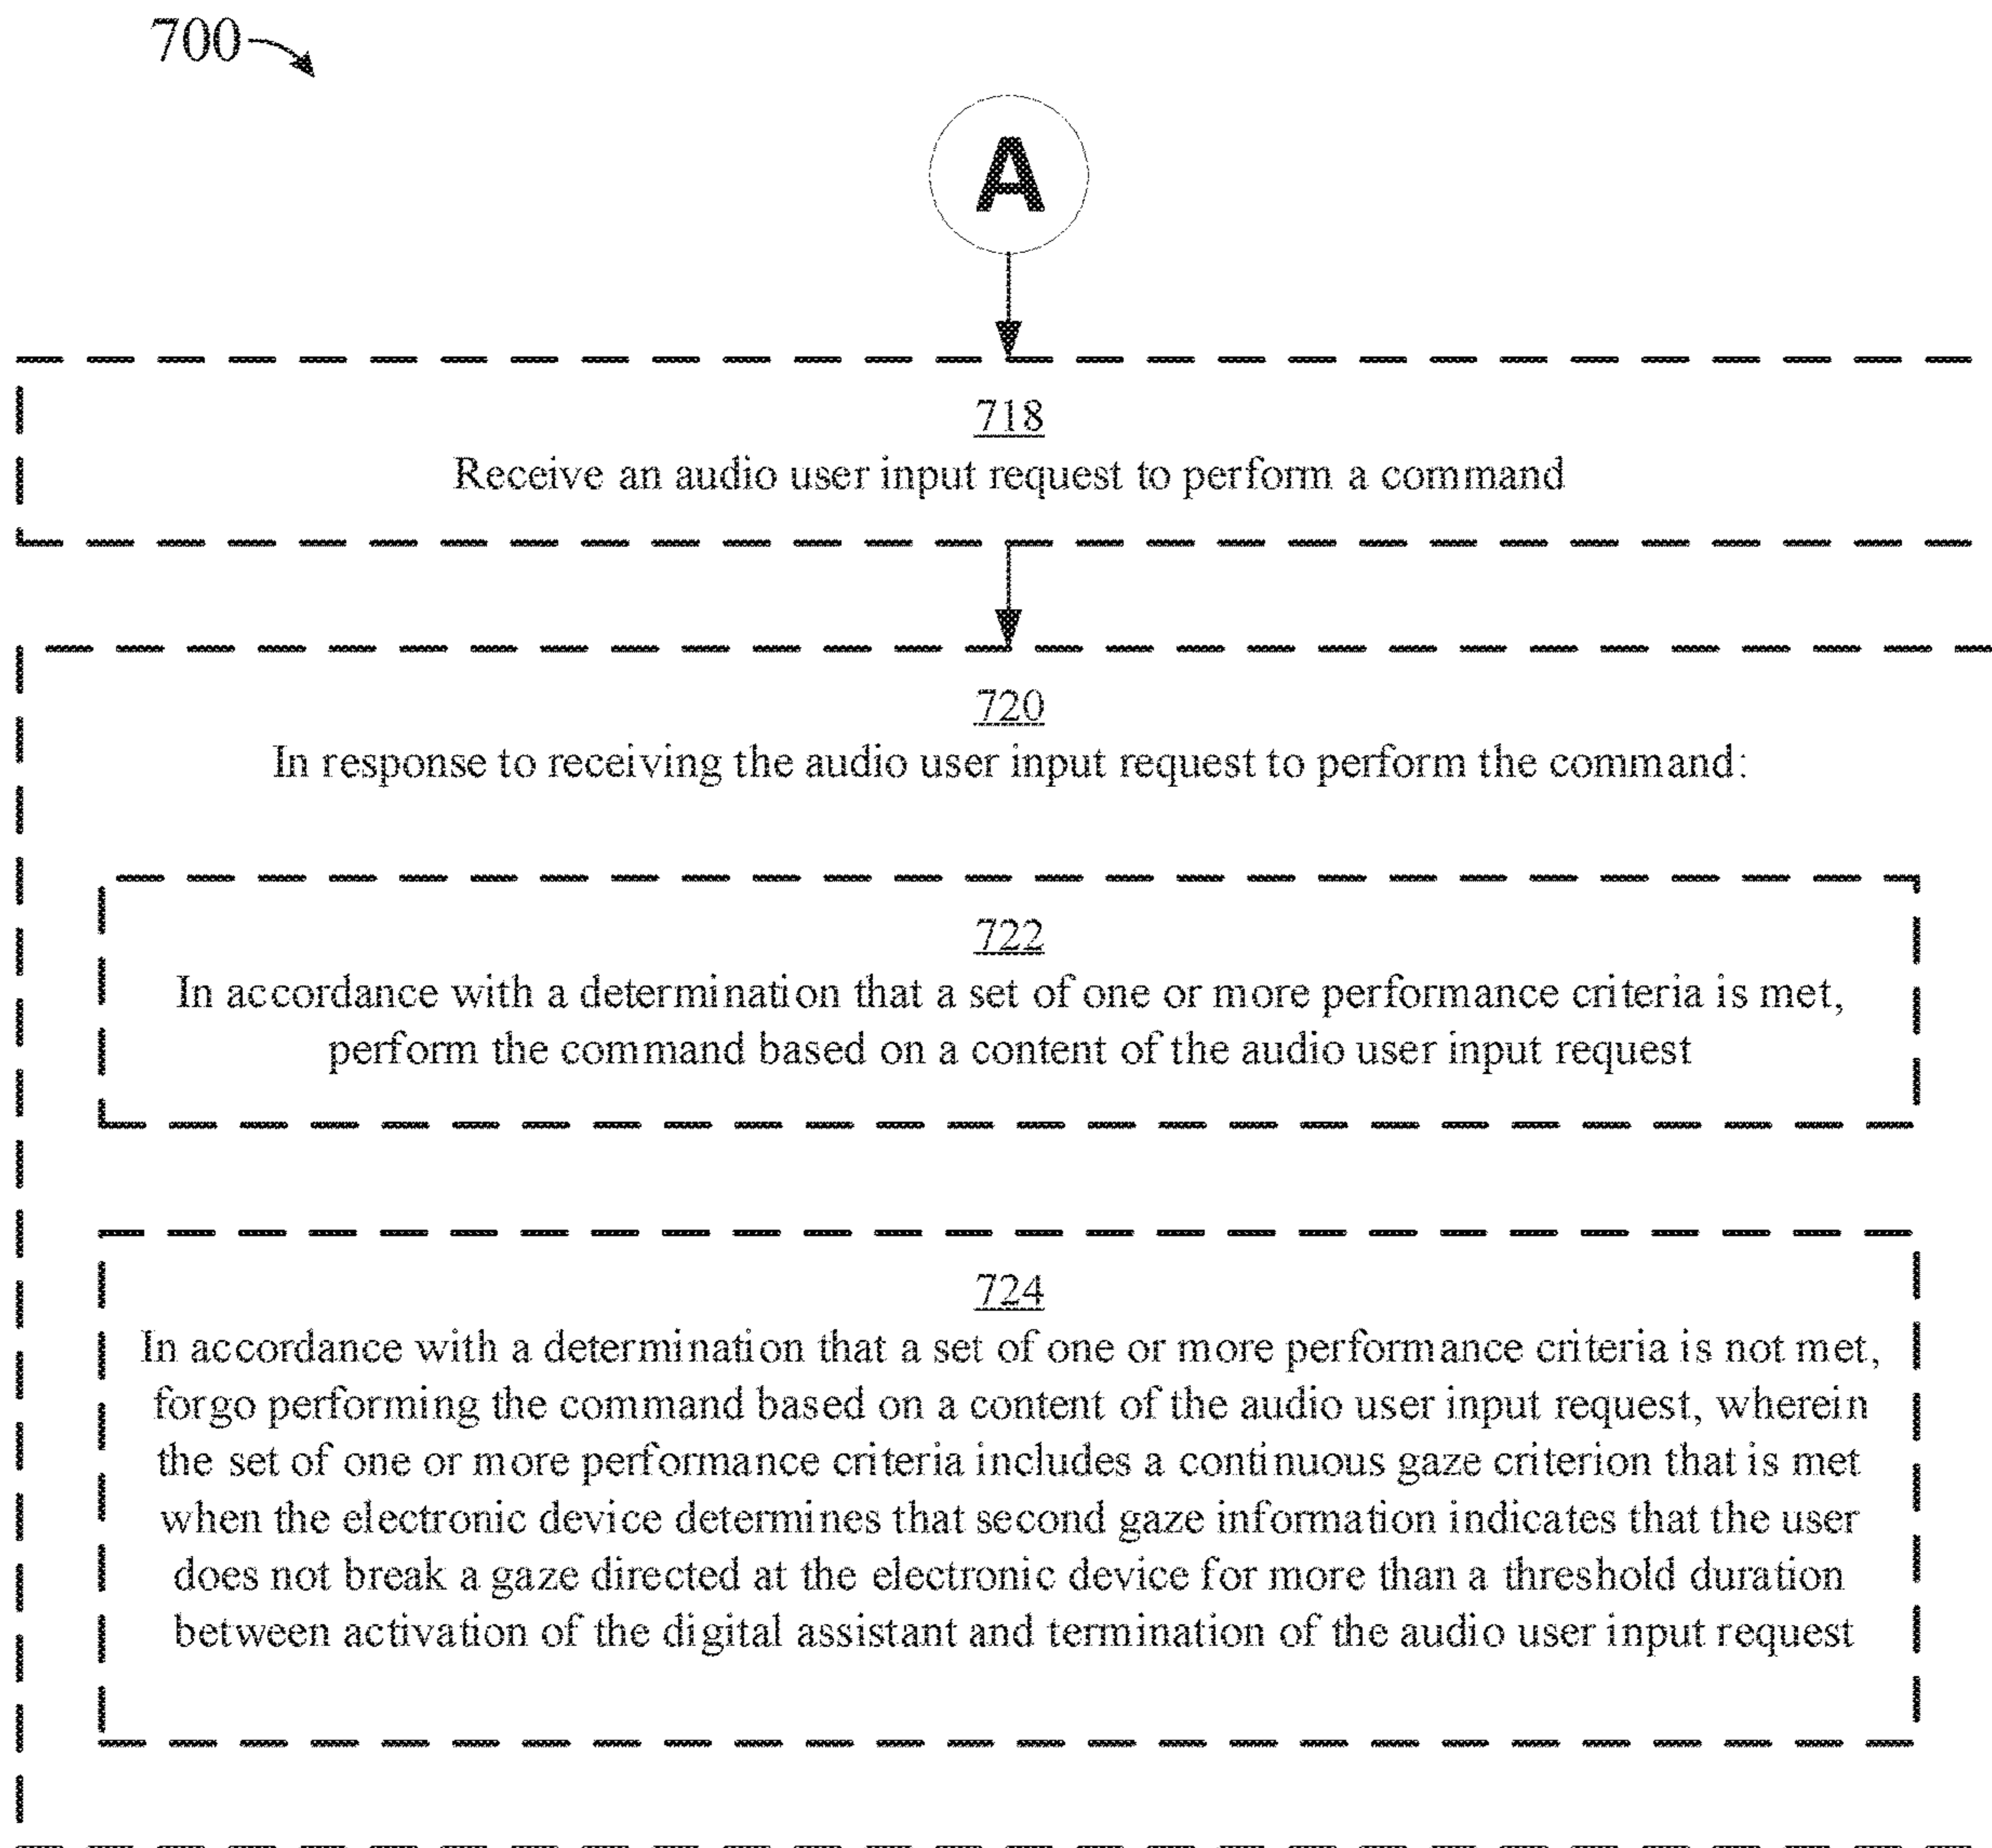 700
A
718
Receive an audio user input request to perform a command
720
In response to receiving the audio user input request to perform the command:
722
In accordance with a determination that a set of one or more performance criteria is met,
perform the command based on a content of the audio user input request
724
In accordance with a determination that a set of one or more performance criteria is not met,
forgo performing the command based on a content of the audio user input request, wherein
the set of one or more performance criteria includes a continuous gaze criterion that is met
when the electronic device determines that second gaze information indicates that the user
does not break a gaze directed at the electronic device for more than a threshold duration
between activation of the digital assistant and termination of the audio user input request